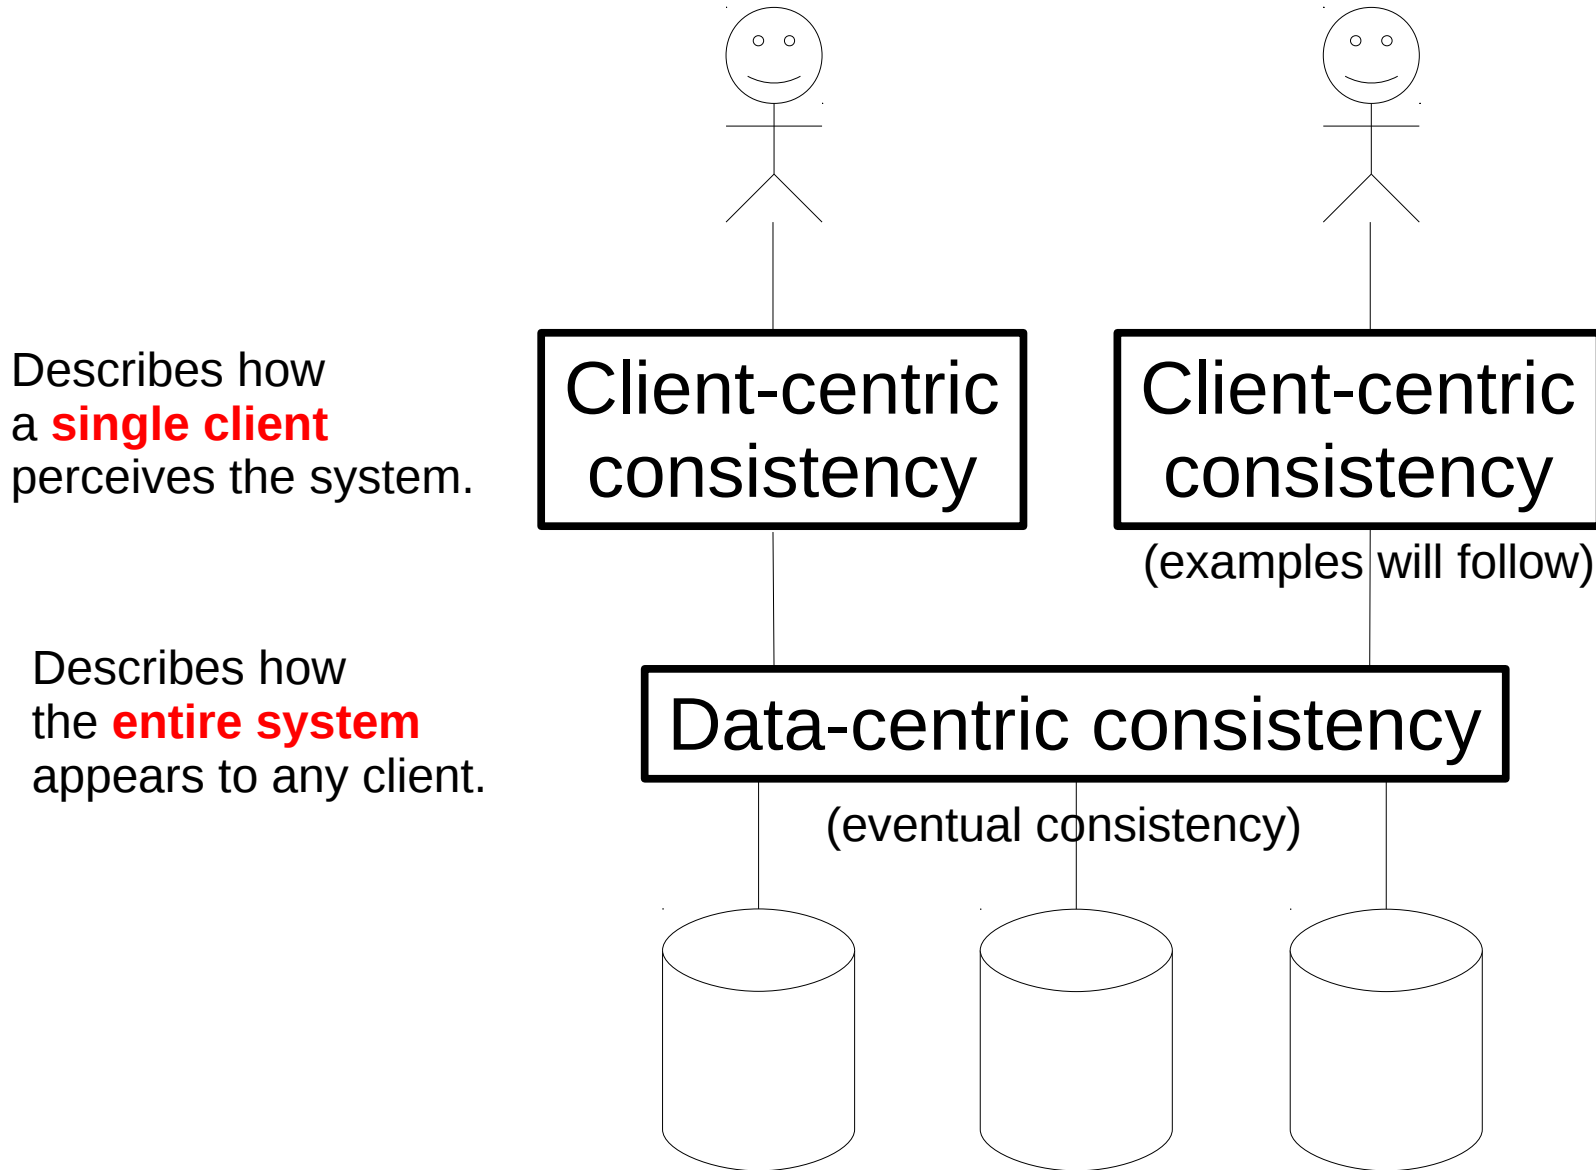 Describes how
a single client
perceives the system.
Client-centric
consistency
Client-centric
consistency
(examples will follow)
Describes how
the entire system
appears to any client.
Data-centric consistency
(eventual consistency)